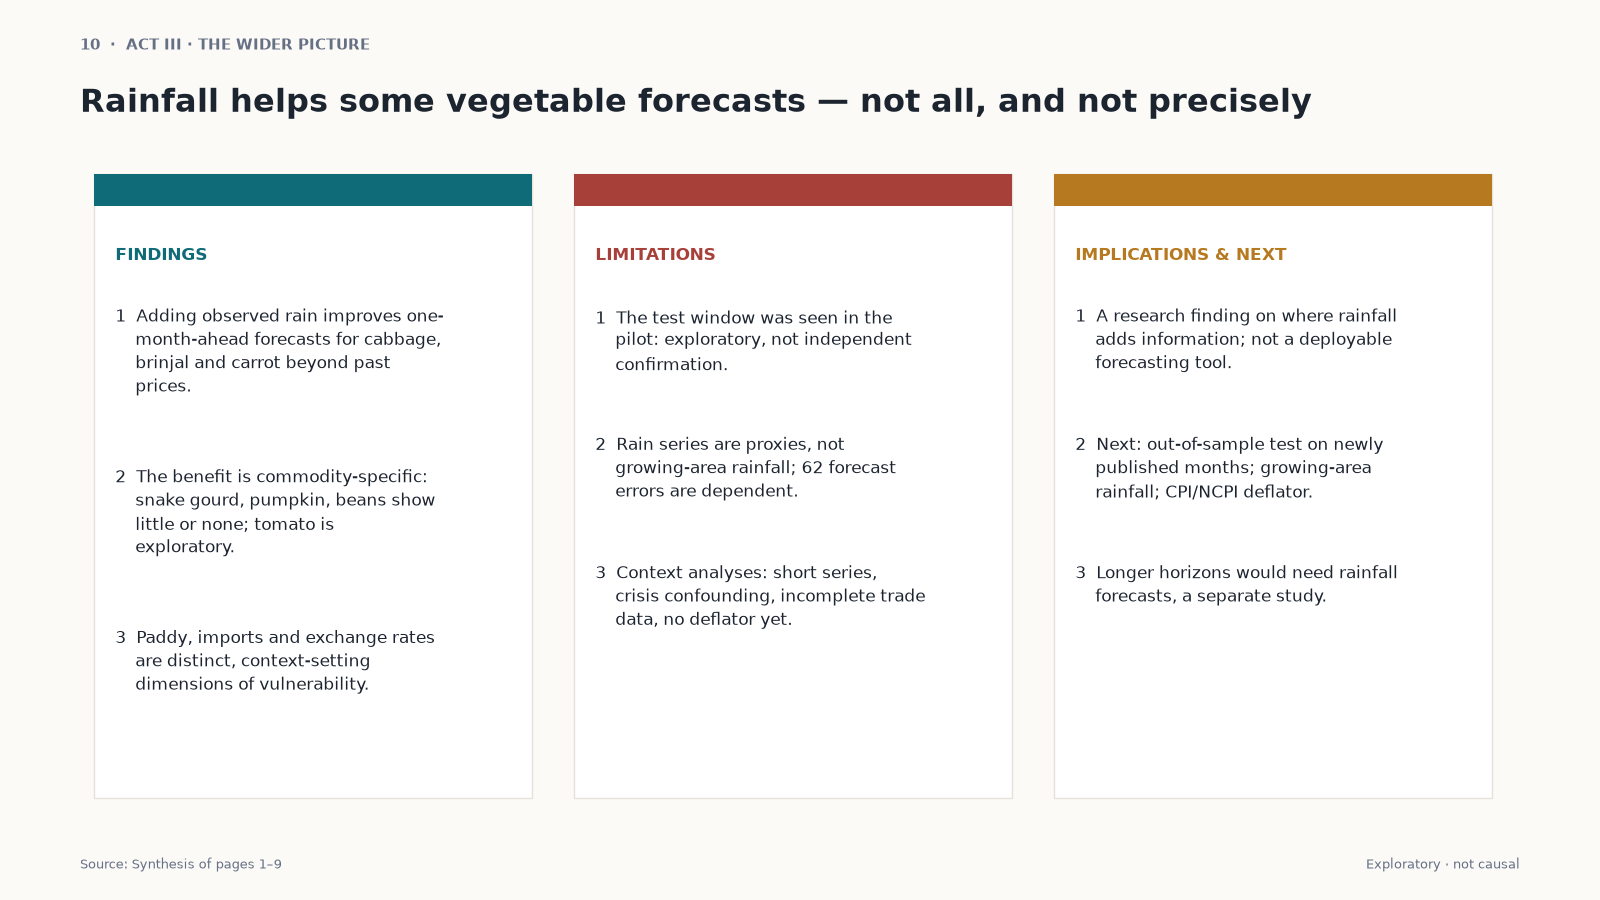 10 · ACT III · THE WIDER PICTURE
Rainfall helps some vegetable forecasts — not all, and not precisely
FINDINGS
1 Adding observed rain improves one-
month-ahead forecasts for cabbage,
brinjal and carrot beyond past
prices.
2 The benefit is commodity-specific:
snake gourd, pumpkin, beans show
little or none; tomato is
exploratory.
3 Paddy, imports and exchange rates
are distinct, context-setting
dimensions of vulnerability.
LIMITATIONS
1 The test window was seen in the
pilot: exploratory, not independent
confirmation.
2 Rain series are proxies, not
growing-area rainfall; 62 forecast
errors are dependent.
3 Context analyses: short series,
crisis confounding, incomplete trade
data, no deflator yet.
IMPLICATIONS & NEXT
1 A research finding on where rainfall
adds information; not a deployable
forecasting tool.
2 Next: out-of-sample test on newly
published months; growing-area
rainfall; CPI/NCPI deflator.
3 Longer horizons would need rainfall
forecasts, a separate study.
Source: Synthesis of pages 1–9
Exploratory · not causal